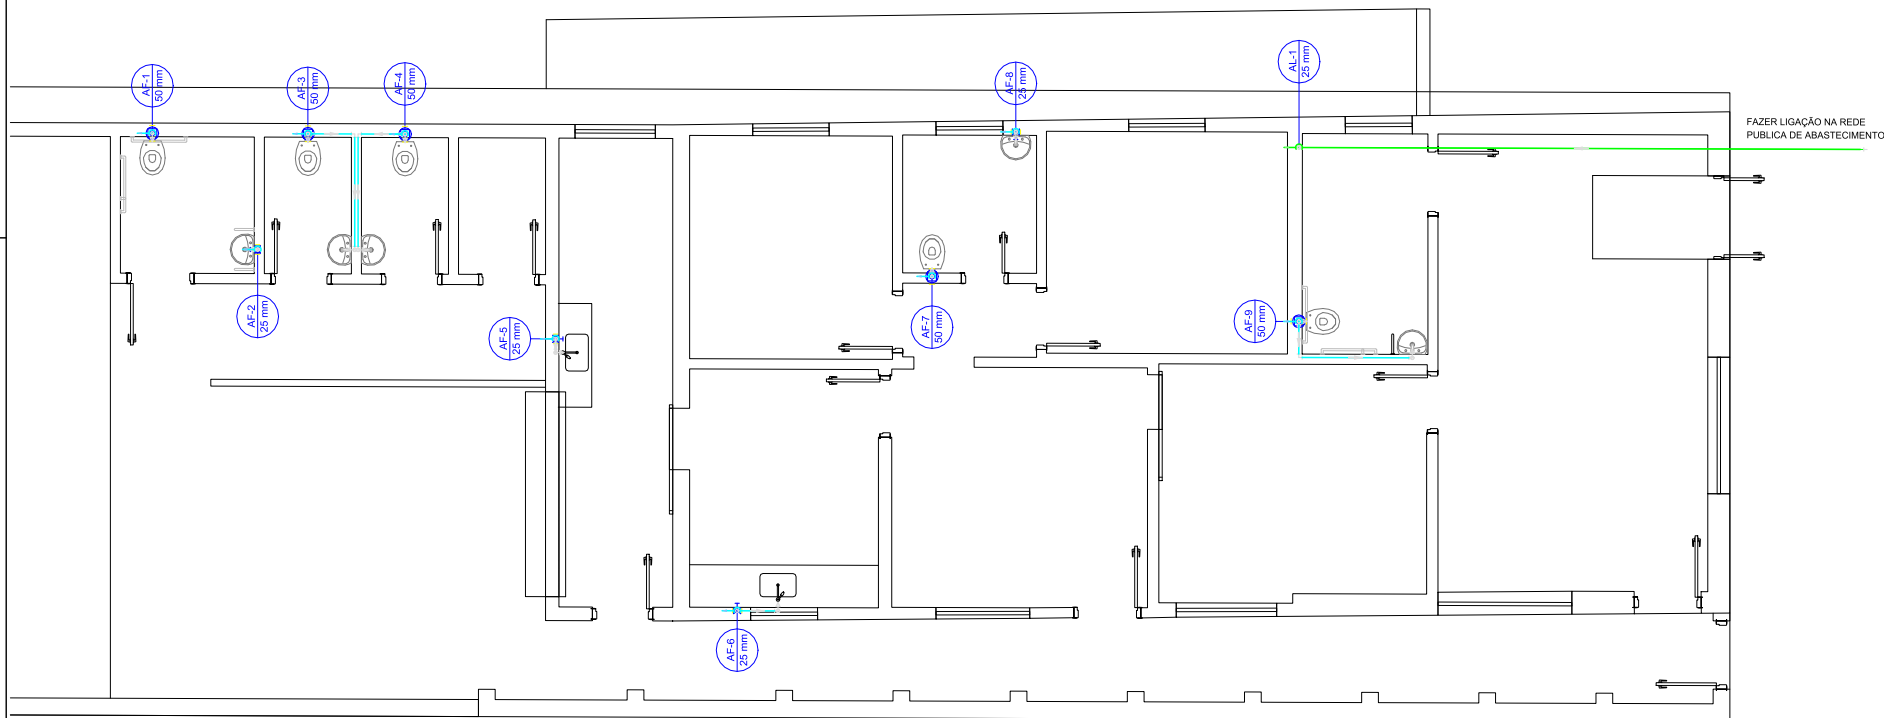 AF-1
50 mm
AF-3
50 mm
AF-4
50 mm
AF-8
25 mm
AL-1
25 mm
FAZER LIGAÇÃO NA REDE
PUBLICA DE ABASTECIMENTO
AF-2
25 mm
AF-5
25 mm
AF-7
50 mm
AF-9
50 mm
AF-6
25 mm